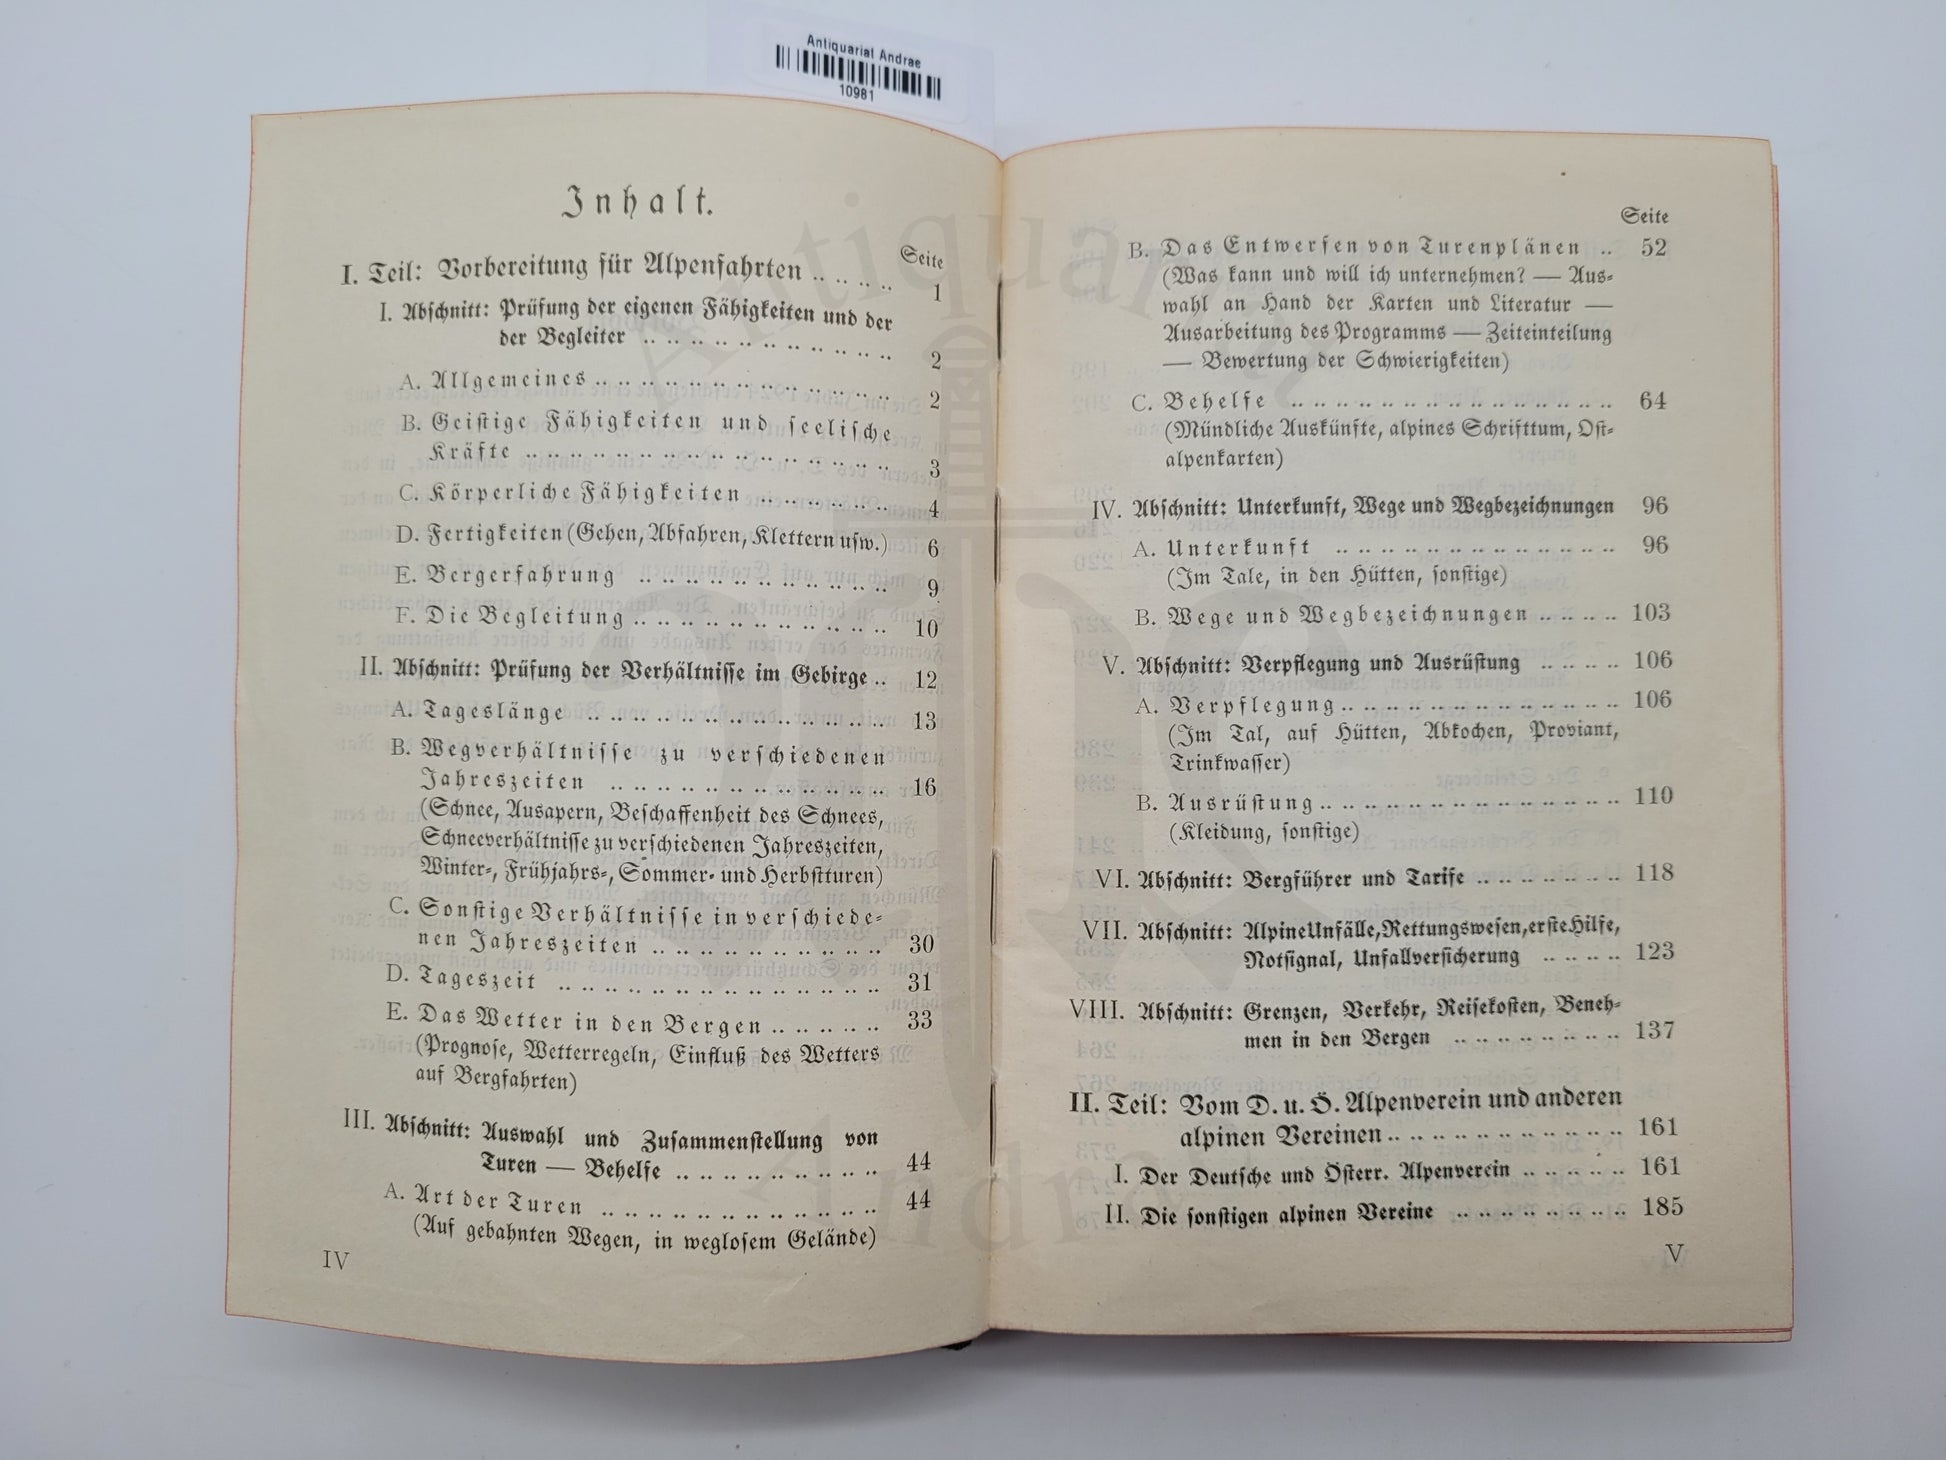 Antiquariat Andrae
10981
Inhalt.
Seite
I. Teil: Vorbereitung für Alpenfahrten .. .. .. .. 1
I. Abschnitt: Prüfung der eigenen Fähigkeiten und der
der Begleiter .. .. .. .. .. .. .. .. .. .. .. 2
A. Allgemeines .. .. .. .. .. .. .. .. .. .. .. .. .. 2
B. Geistige Fähigkeiten und seelische
Kräfte .. .. .. .. .. .. .. .. .. .. .. .. .. .. .. .. 3
C. Körperliche Fähigkeiten .. .. .. .. .. .. 4
D. Fertigkeiten (Gehen, Abfahren, Klettern usw.) 6
E. Bergerfahrung .. .. .. .. .. .. .. .. .. .. .. 9
F. Die Begleitung .. .. .. .. .. .. .. .. .. .. .. 10
II. Abschnitt: Prüfung der Verhältnisse im Gebirge .. 12
A. Tageslänge .. .. .. .. .. .. .. .. .. .. .. .. .. 13
B. Wegverhältnisse zu verschiedenen
Jahreszeiten .. .. .. .. .. .. .. .. .. .. .. .. 16
(Schnee, Ausapern, Beschaffenheit des Schnees,
Schneeverhältnisse zu verschiedenen Jahreszeiten,
Winter-, Frühjahrs-, Sommer- und Herbstturen)
C. Sonstige Verhältnisse in verschiede-
nen Jahreszeiten .. .. .. .. .. .. .. .. .. .. 30
D. Tageszeit .. .. .. .. .. .. .. .. .. .. .. .. .. .. 31
E. Das Wetter in den Bergen .. .. .. .. .. 33
(Prognose, Wetterregeln, Einfluß des Wetters
auf Bergfahrten)
III. Abschnitt: Auswahl und Zusammenstellung von
Turen — Behelfe .. .. .. .. .. .. .. .. .. 44
A. Art der Turen .. .. .. .. .. .. .. .. .. .. .. .. 44
(Auf gebahnten Wegen, in weglosem Gelände)
IV
Seite
B. Das Entwerfen von Turenplänen .. 52
(Was kann und will ich unternehmen? — Aus-
wahl an Hand der Karten und Literatur —
Ausarbeitung des Programms — Zeiteinteilung
— Bewertung der Schwierigkeiten)
C. Behelfe .. .. .. .. .. .. .. .. .. .. .. .. .. .. 64
(Mündliche Auskünfte, alpines Schrifttum, Ost-
alpenkarten)
IV. Abschnitt: Unterkunft, Wege und Wegbezeichnungen 96
A. Unterkunft .. .. .. .. .. .. .. .. .. .. .. .. 96
(Im Tale, in den Hütten, sonstige)
B. Wege und Wegbezeichnungen .. .. .. .. 103
V. Abschnitt: Verpflegung und Ausrüstung .. .. .. .. 106
A. Verpflegung .. .. .. .. .. .. .. .. .. .. .. .. 106
(Im Tal, auf Hütten, Abkochen, Proviant,
Trinkwasser)
B. Ausrüstung .. .. .. .. .. .. .. .. .. .. .. .. .. 110
(Kleidung, sonstige)
VI. Abschnitt: Bergführer und Tarife .. .. .. .. .. .. 118
VII. Abschnitt: Alpine Unfälle, Rettungswesen, erste Hilfe,
Notsignal, Unfallversicherung .. .. .. .. 123
VIII. Abschnitt: Grenzen, Verkehr, Reisekosten, Beneh-
men in den Bergen .. .. .. .. .. .. .. .. 137
II. Teil: Vom D. u. Ö. Alpenverein und anderen
alpinen Vereinen .. .. .. .. .. .. .. .. .. .. 161
I. Der Deutsche und Österr. Alpenverein .. .. .. .. .. 161
II. Die sonstigen alpinen Vereine .. .. .. .. .. .. .. .. 185
V
Antiquariat
Andrae